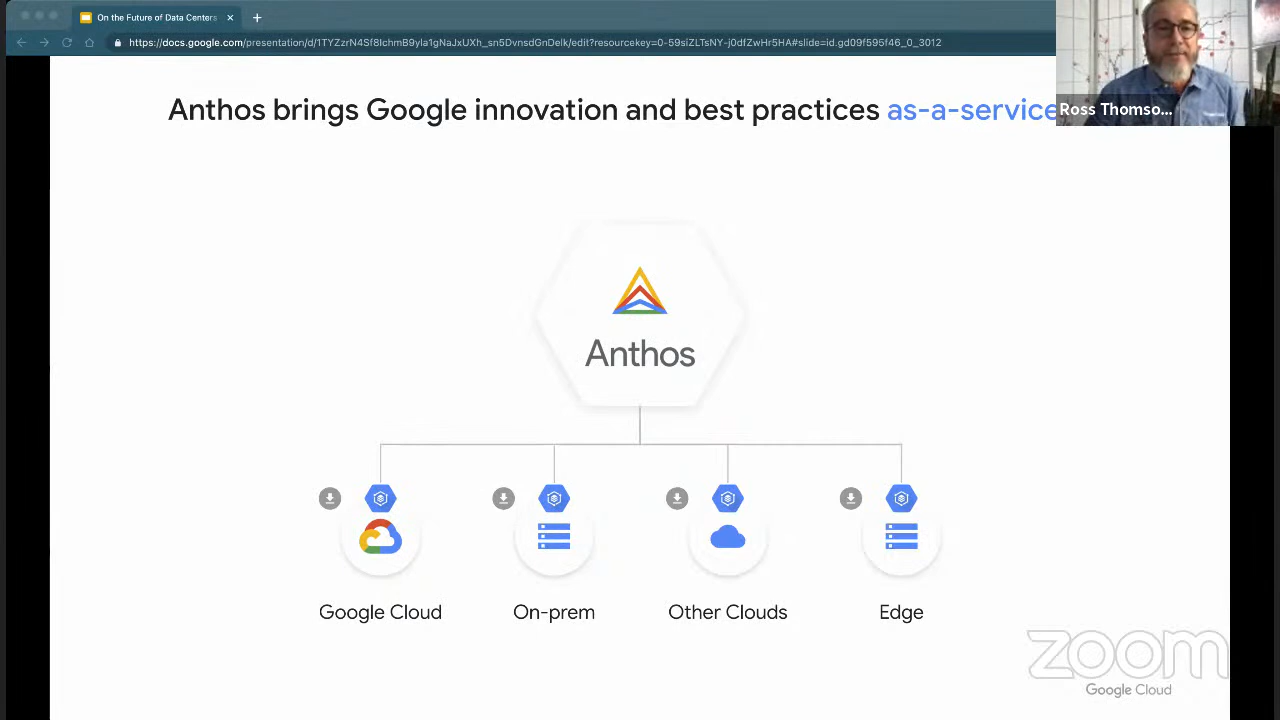 On the Future of Data Centers
https://docs.google.com/presentation/d/1TYZzrN4Sf8IchmB9yla1gNaJxUXh_sn5DvnsdGnDelk/edit?resourcekey=0-59siZLTsNY-j0dfZwHr5HA#slide=id.gd09f595f46_0_3012
Anthos brings Google innovation and best practices as-a-service
Ross Thomso...
Anthos
Google Cloud
On-prem
Other Clouds
Edge
zoom
Google Cloud